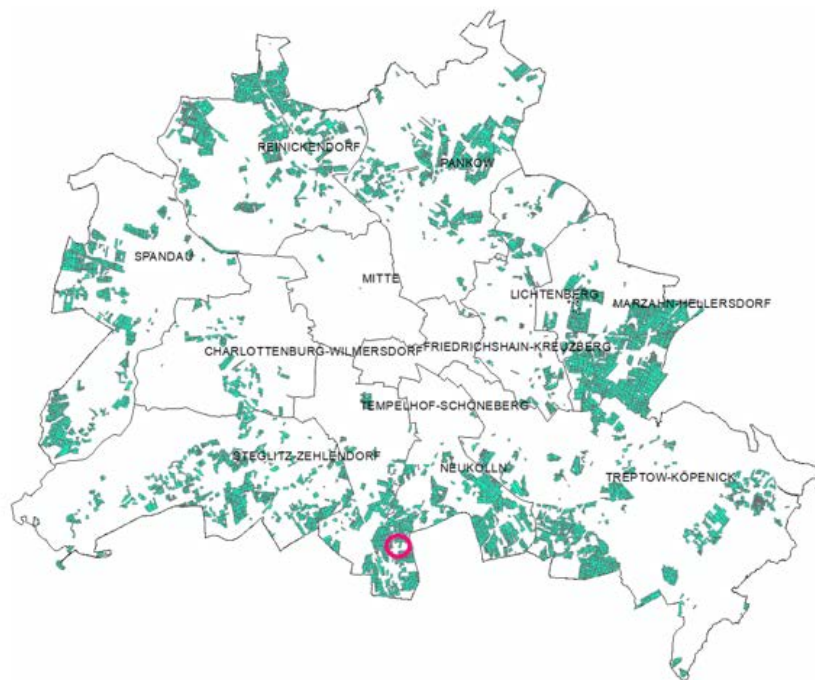 REINICKENDORF
PANKOW
SPANDAU
MITTE
LICHTENBERG
MARZAHN-HELLERSDORF
CHARLOTTENBURG-WILMERSDORF
FRIEDRICHSHAIN-KREUZBERG
TEMPELHOF-SCHÖNEBERG
STEGLITZ-ZEHLENDORF
NEUKÖLLN
TREPTOW-KÖPENICK